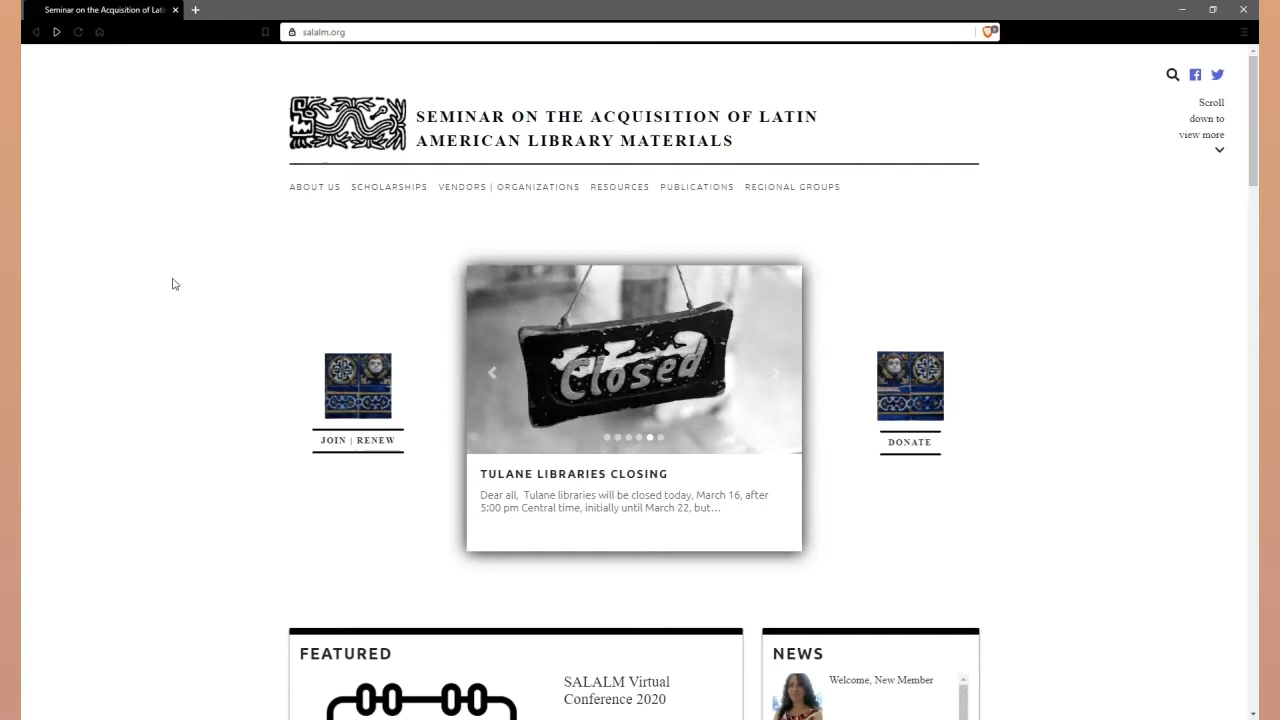 Seminar on the Acquisition of Late
salalm.org
SEMINAR ON THE ACQUISITION OF LATIN
AMERICAN LIBRARY MATERIALS
Scroll
down to
view more
ABOUT US SCHOLARSHIPS VENDORS | ORGANIZATIONS RESOURCES PUBLICATIONS REGIONAL GROUPS
Closed
JOIN | RENEW
DONATE
TULANE LIBRARIES CLOSING
Dear all, Tulane libraries will be closed today, March 16, after
5:00 pm Central time, initially until March 22, but…
FEATURED
SALALM Virtual
Conference 2020
NEWS
Welcome, New Member